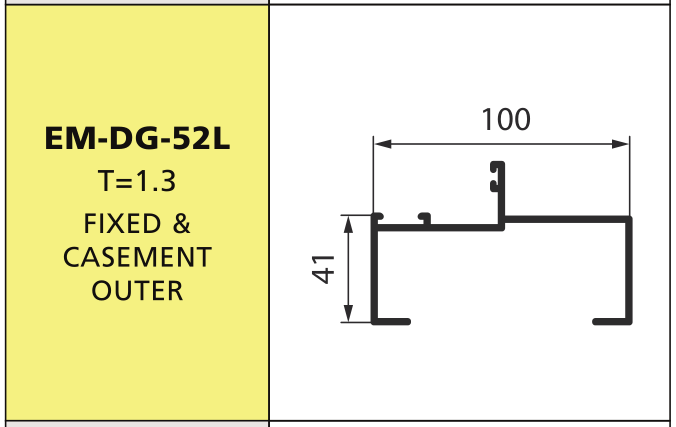 EM-DG-52L
T=1.3
FIXED &
CASEMENT
OUTER
100
41